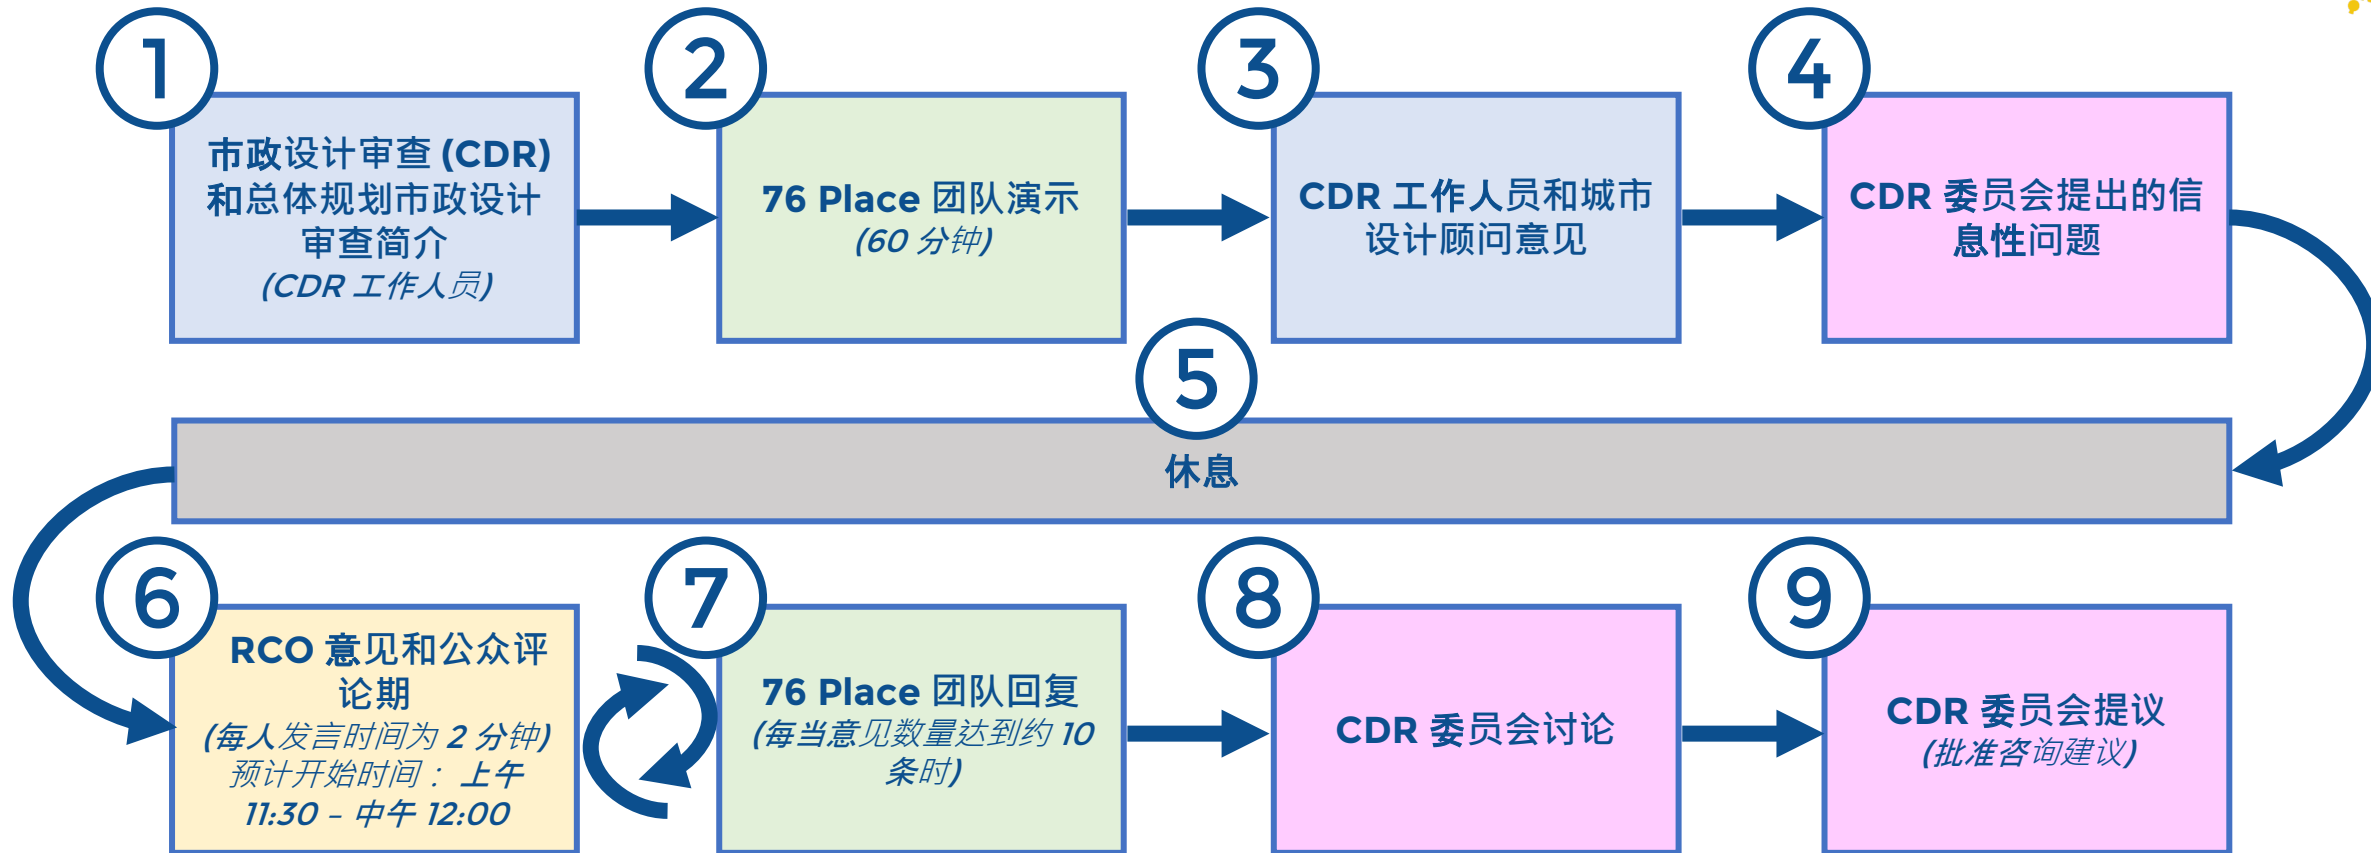 1
市政设计审查 (CDR)
和总体规划市政设计
审查简介
(CDR 工作人员)
2
76 Place 团队演示
(60 分钟)
3
CDR 工作人员和城市
设计顾问意见
4
CDR 委员会提出的信
息性问题
5
休息
6
RCO 意见和公众评
论期
(每人发言时间为 2 分钟)
预计开始时间：上午
11:30 – 中午 12:00
7
76 Place 团队回复
(每当意见数量达到约 10
条时)
8
CDR 委员会讨论
9
CDR 委员会提议
(批准咨询建议)